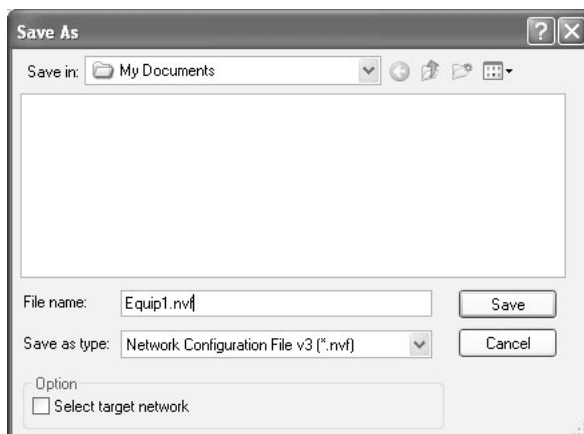 Save As
Save in: My Documents
File name: Equip1.nvf
Save
Save as type: Network Configuration File v3 (*.nvf)
Cancel
Option
Select target network